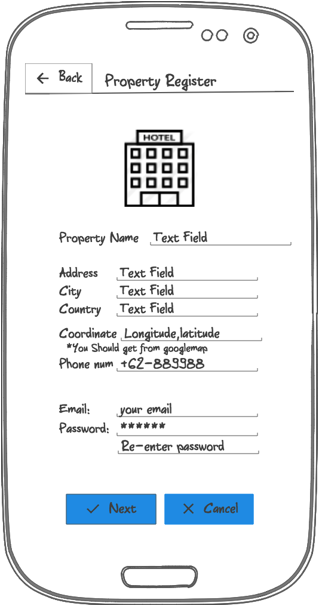 ← Back
Property Register
HOTEL
Property Name Text Field
Address Text Field
City Text Field
Country Text Field
Coordinate Longitude,latitude
*You Should get from googlemap
Phone num +62-889988
Email: your email
Password: ******
Re-enter password
✓ Next
✕ Cancel